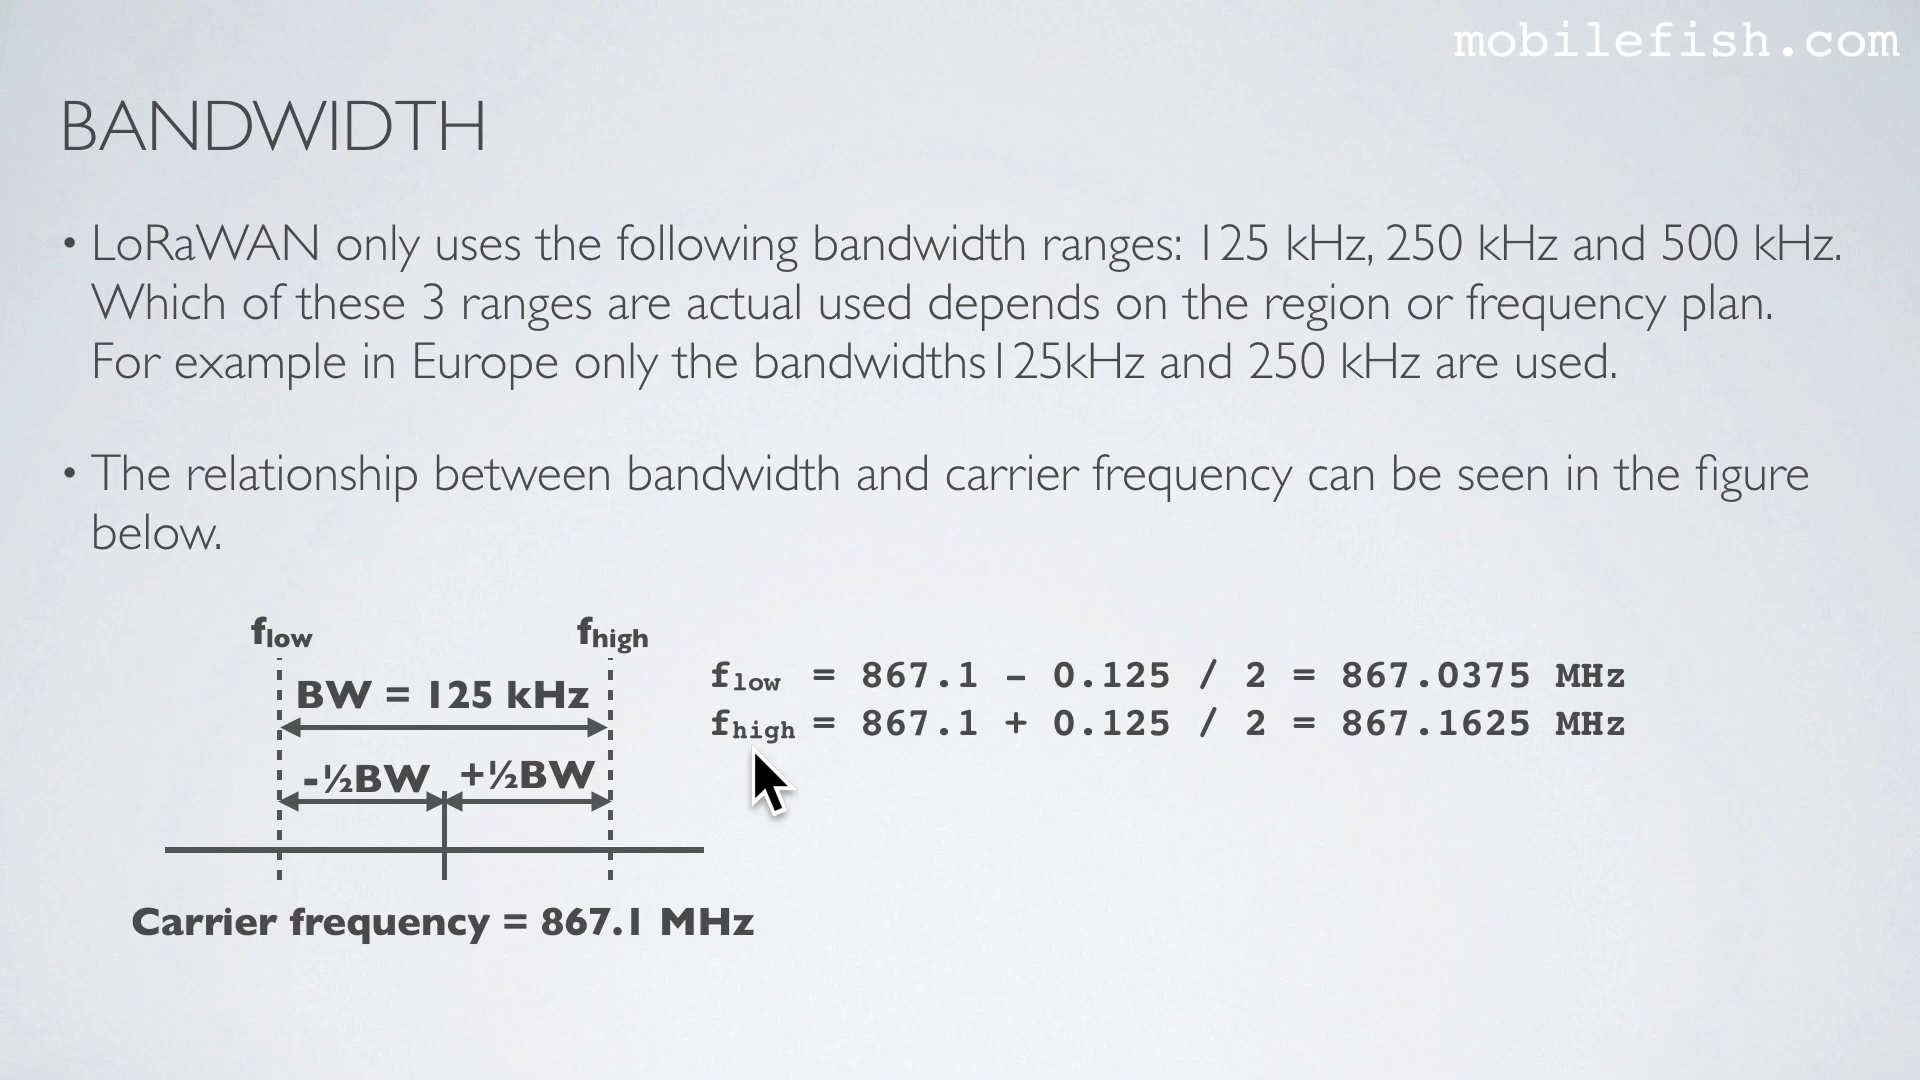 mobilefish.com
BANDWIDTH
• LoRaWAN only uses the following bandwidth ranges: 125 kHz, 250 kHz and 500 kHz.
Which of these 3 ranges are actual used depends on the region or frequency plan.
For example in Europe only the bandwidths125kHz and 250 kHz are used.
• The relationship between bandwidth and carrier frequency can be seen in the figure
below.
flow fhigh
BW = 125 kHz
-½BW +½BW
Carrier frequency = 867.1 MHz
flow = 867.1 - 0.125 / 2 = 867.0375 MHz
fhigh = 867.1 + 0.125 / 2 = 867.1625 MHz